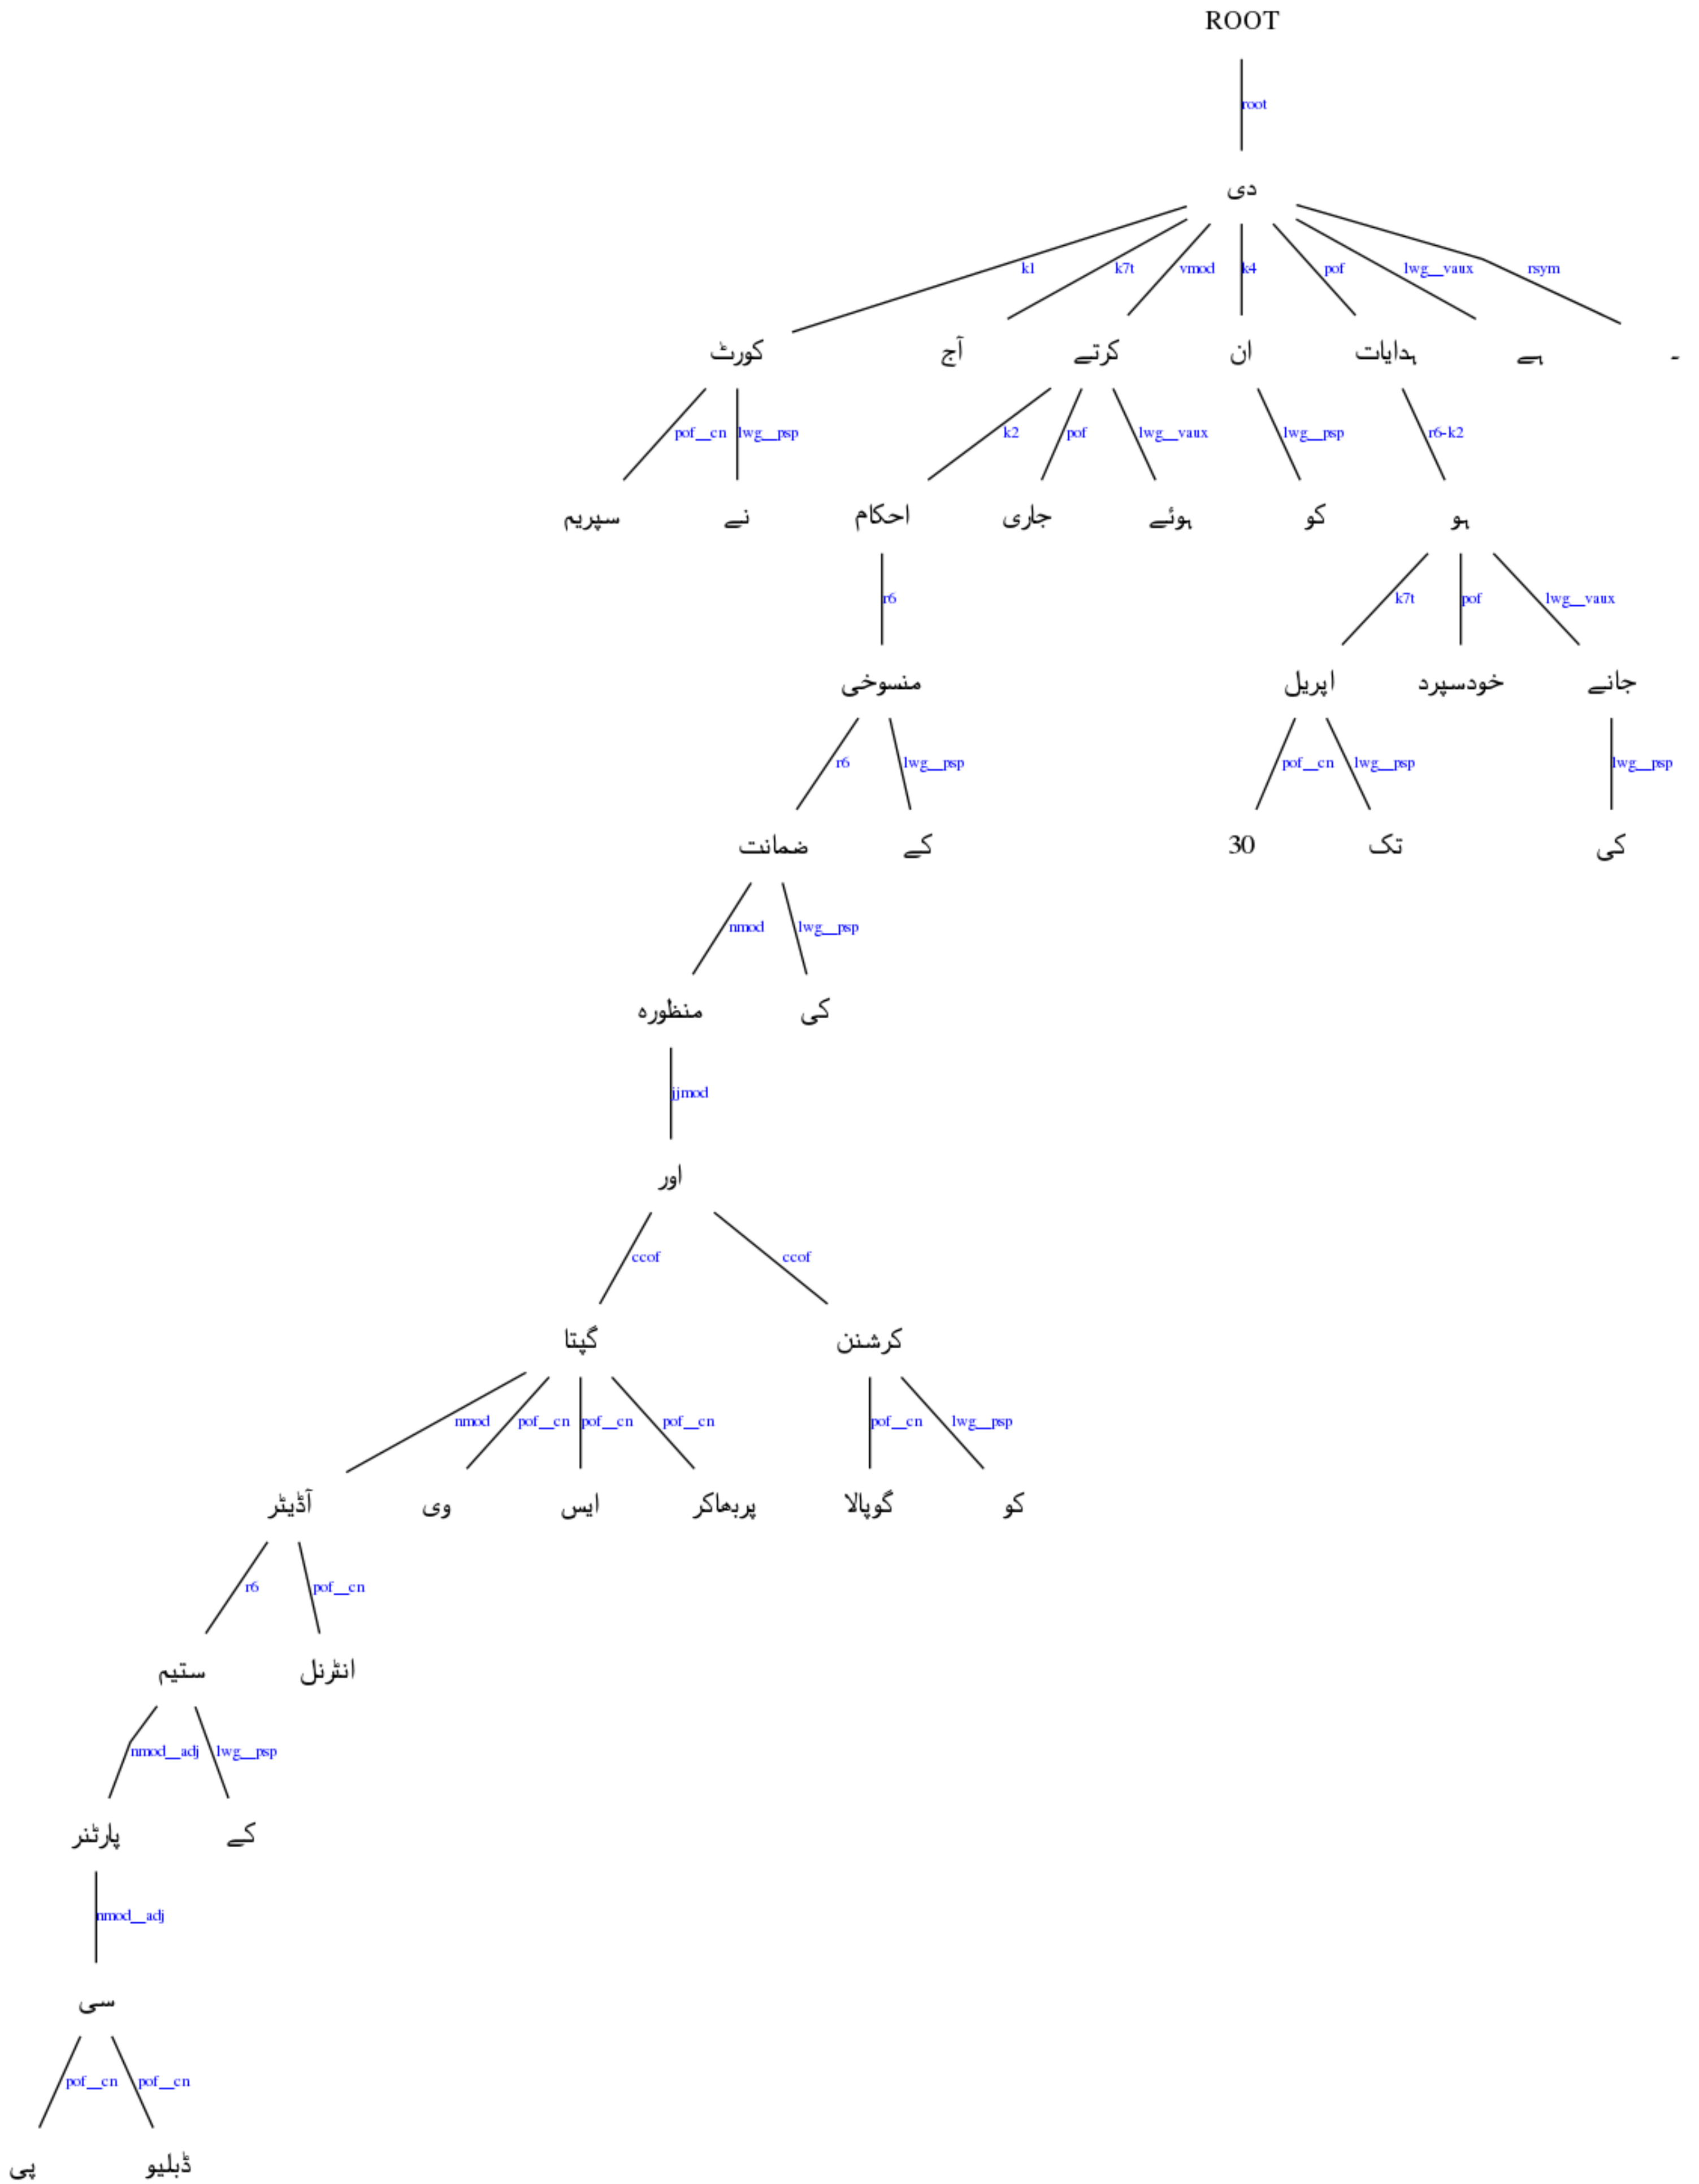 ROOT
root
دی
k1 k7t vmod k4 pof lwg__vaux rsym
کورٹ آج کرتے ان ہدایات ہے ۔
pof__cn lwg__psp k2 pof lwg__vaux lwg__psp r6-k2
سپریم نے احکام جاری ہوئے کو ہو
r6 k7t pof lwg__vaux
منسوخی اپریل خودسپرد جانے
r6 lwg__psp pof__cn lwg__psp lwg__psp
ضمانت کے 30 تک کی
nmod lwg__psp
منظورہ کی
jjmod
اور
ccof ccof
گپتا کرشنن
nmod pof__cn pof__cn pof__cn pof__cn lwg__psp
آڈیٹر وی ایس پربھاکر گوپالا کو
r6 pof__cn
ستیم انٹرنل
nmod__adj lwg__psp
پارٹنر کے
nmod__adj
سی
pof__cn pof__cn
پی ڈبلیو